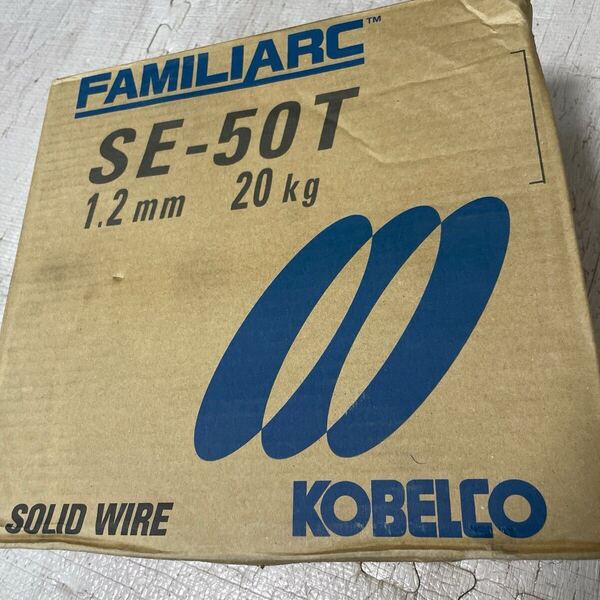 FAMILIARC™
SE-50T
1.2 mm 20 kg
SOLID WIRE
KOBELCO